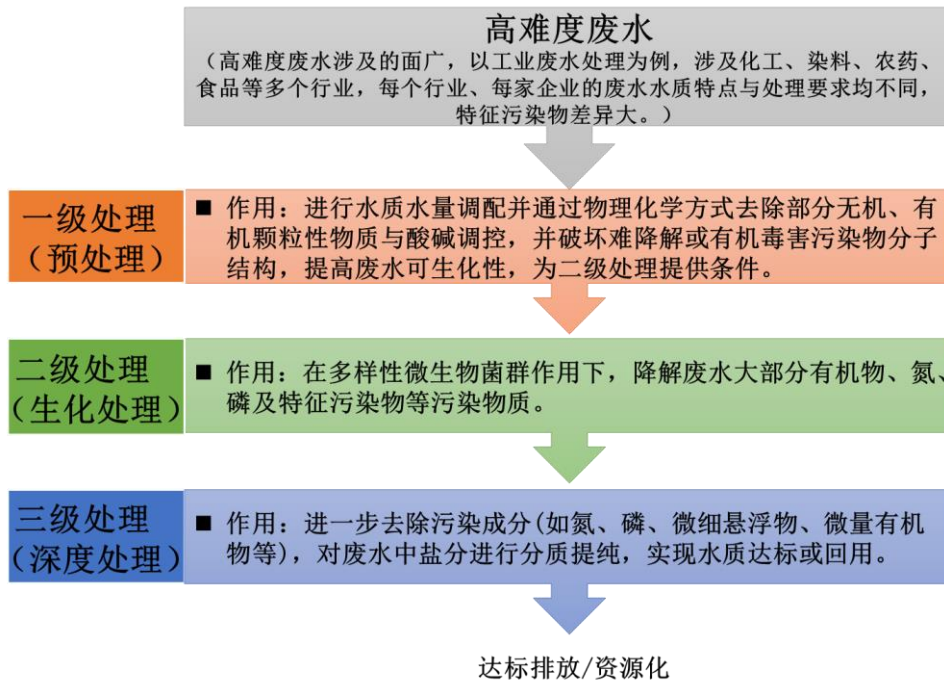 高难度废水
（高难度废水涉及的面广，以工业废水处理为例，涉及化工、染料、农药、
食品等多个行业，每个行业、每家企业的废水水质特点与处理要求均不同，
特征污染物差异大。）
一级处理
（预处理）
■ 作用：进行水质水量调配并通过物理化学方式去除部分无机、有
机颗粒性物质与酸碱调控，并破坏难降解或有机毒害污染物分子
结构，提高废水可生化性，为二级处理提供条件。
二级处理
（生化处理）
■ 作用：在多样性微生物菌群作用下，降解废水大部分有机物、氮、
磷及特征污染物等污染物质。
三级处理
（深度处理）
■ 作用：进一步去除污染成分(如氮、磷、微细悬浮物、微量有机
物等)，对废水中盐分进行分质提纯，实现水质达标或回用。
达标排放/资源化